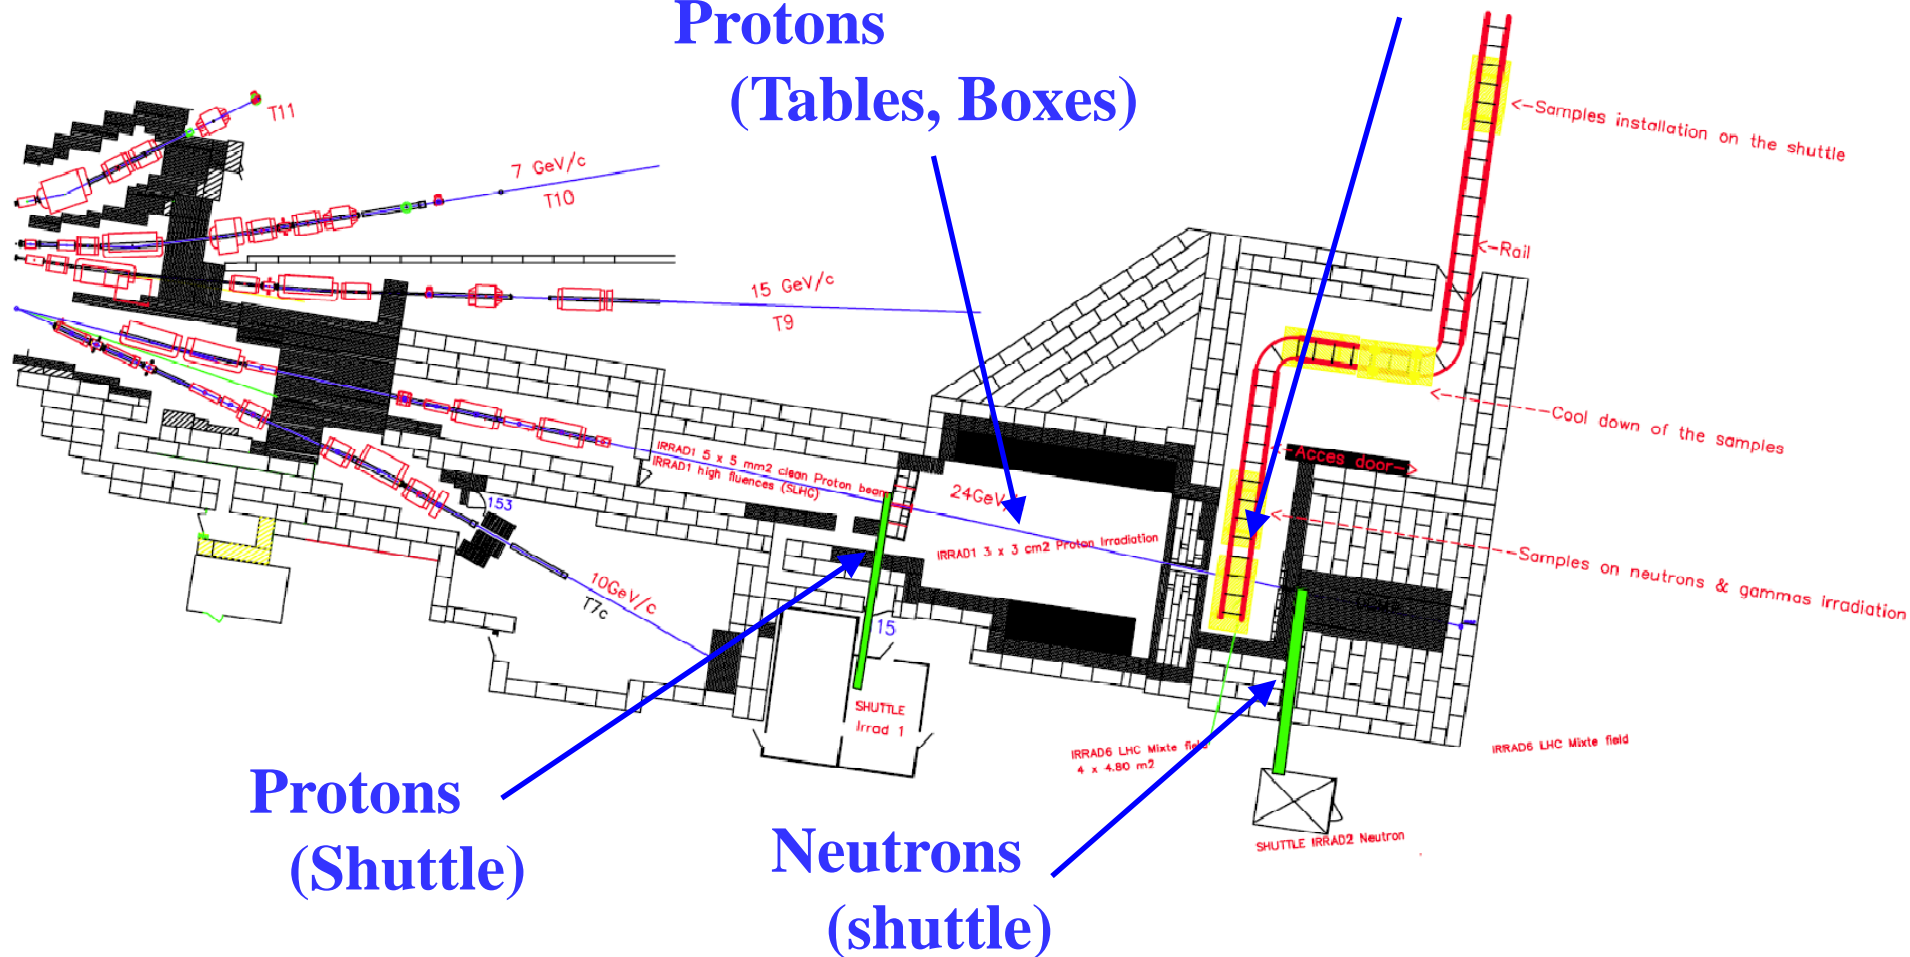 Protons
(Tables, Boxes)
T11
<-Samples installation on the shuttle
7 GeV/c
T10
<-Rail
15 GeV/c
T9
<-Cool down of the samples
IRRAD1 5 x 5 mm2 clean Proton beam
IRRAD1 high fluences (SLHC)
<-Acces door->
153
24GeV/
IRRAD1 3 x 3 cm2 Proton Irradiation
<-Samples on neutrons & gammas irradiation
10GeV/c
T7c
15
SHUTTLE
Irrad 1
IRRAD6 LHC Mixte field
4 x 4.80 m2
IRRAD6 LHC Mixte field
Protons
(Shuttle)
Neutrons
(shuttle)
SHUTTLE IRRAD2 Neutron